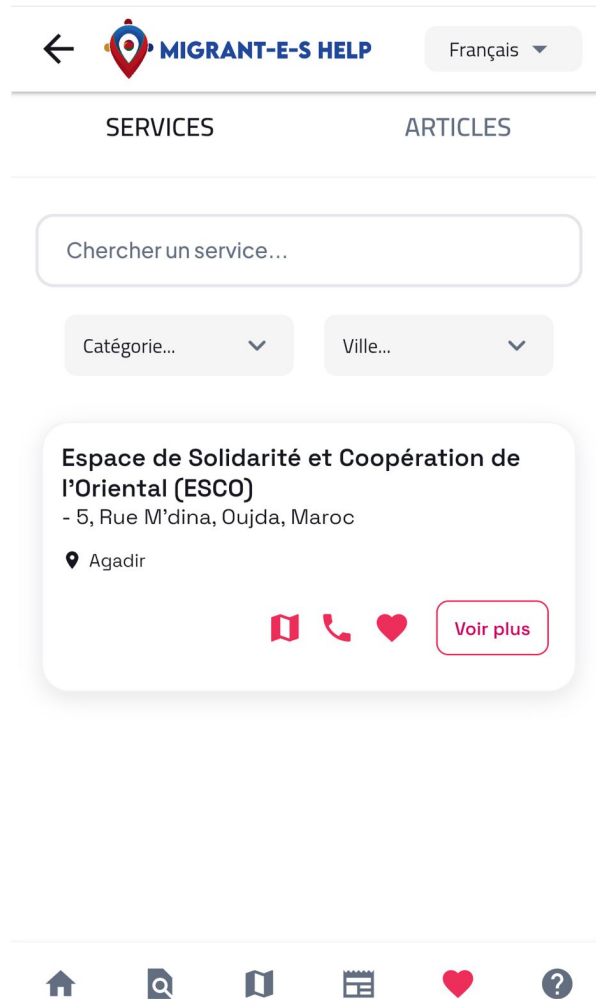 MIGRANT-E-S HELP
Français
SERVICES
ARTICLES
Chercher un service...
Catégorie...
Ville...
Espace de Solidarité et Coopération de
l'Oriental (ESCO)
- 5, Rue M'dina, Oujda, Maroc
Agadir
Voir plus